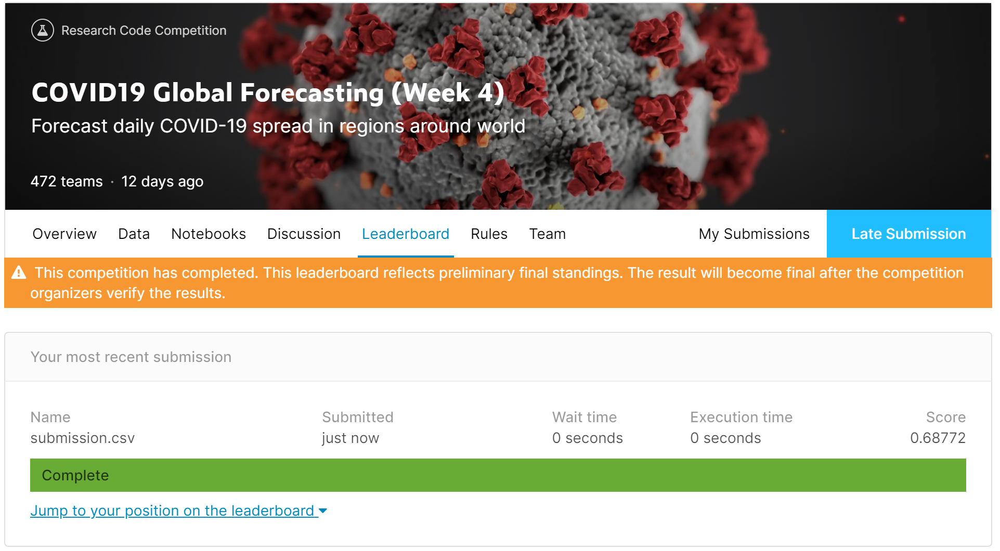 Research Code Competition
COVID19 Global Forecasting (Week 4)
Forecast daily COVID-19 spread in regions around world
472 teams · 12 days ago
Overview Data Notebooks Discussion Leaderboard Rules Team My Submissions Late Submission
This competition has completed. This leaderboard reflects preliminary final standings. The result will become final after the competition
organizers verify the results.
Your most recent submission
Name Submitted Wait time Execution time Score
submission.csv just now 0 seconds 0 seconds 0.68772
Complete
Jump to your position on the leaderboard